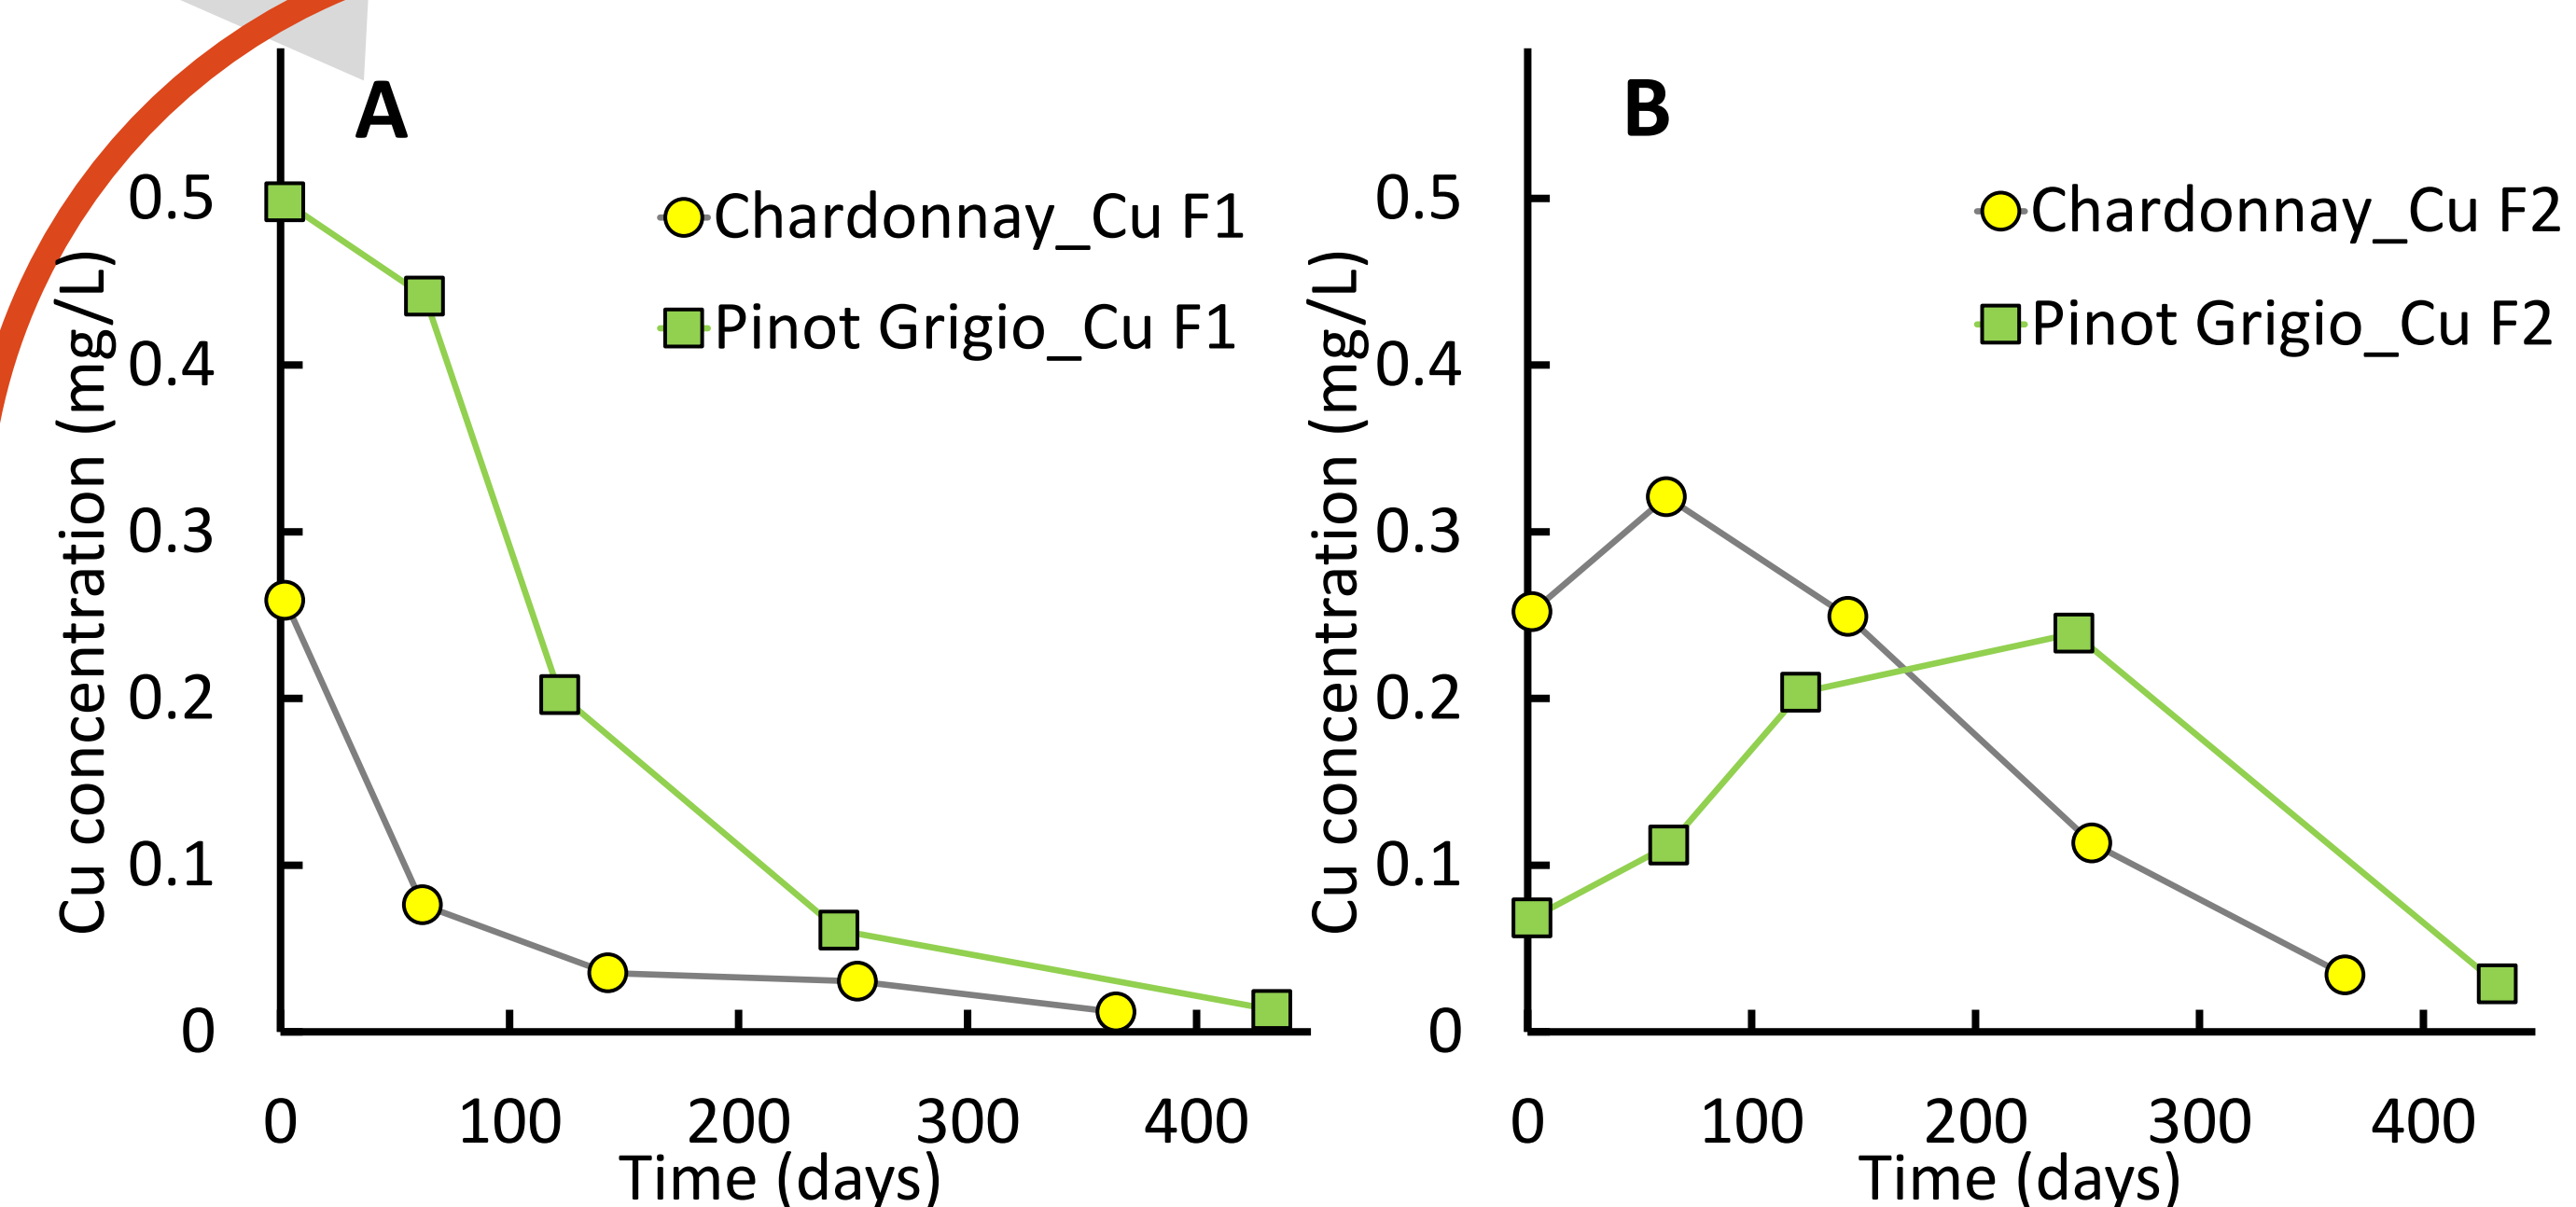 A
Cu concentration (mg/L)
0.5
0.4
0.3
0.2
0.1
0
0 100 200 300 400
Time (days)
Chardonnay_Cu F1
Pinot Grigio_Cu F1
B
Cu concentration (mg/L)
0.5
0.4
0.3
0.2
0.1
0
0 100 200 300 400
Time (days)
Chardonnay_Cu F2
Pinot Grigio_Cu F2